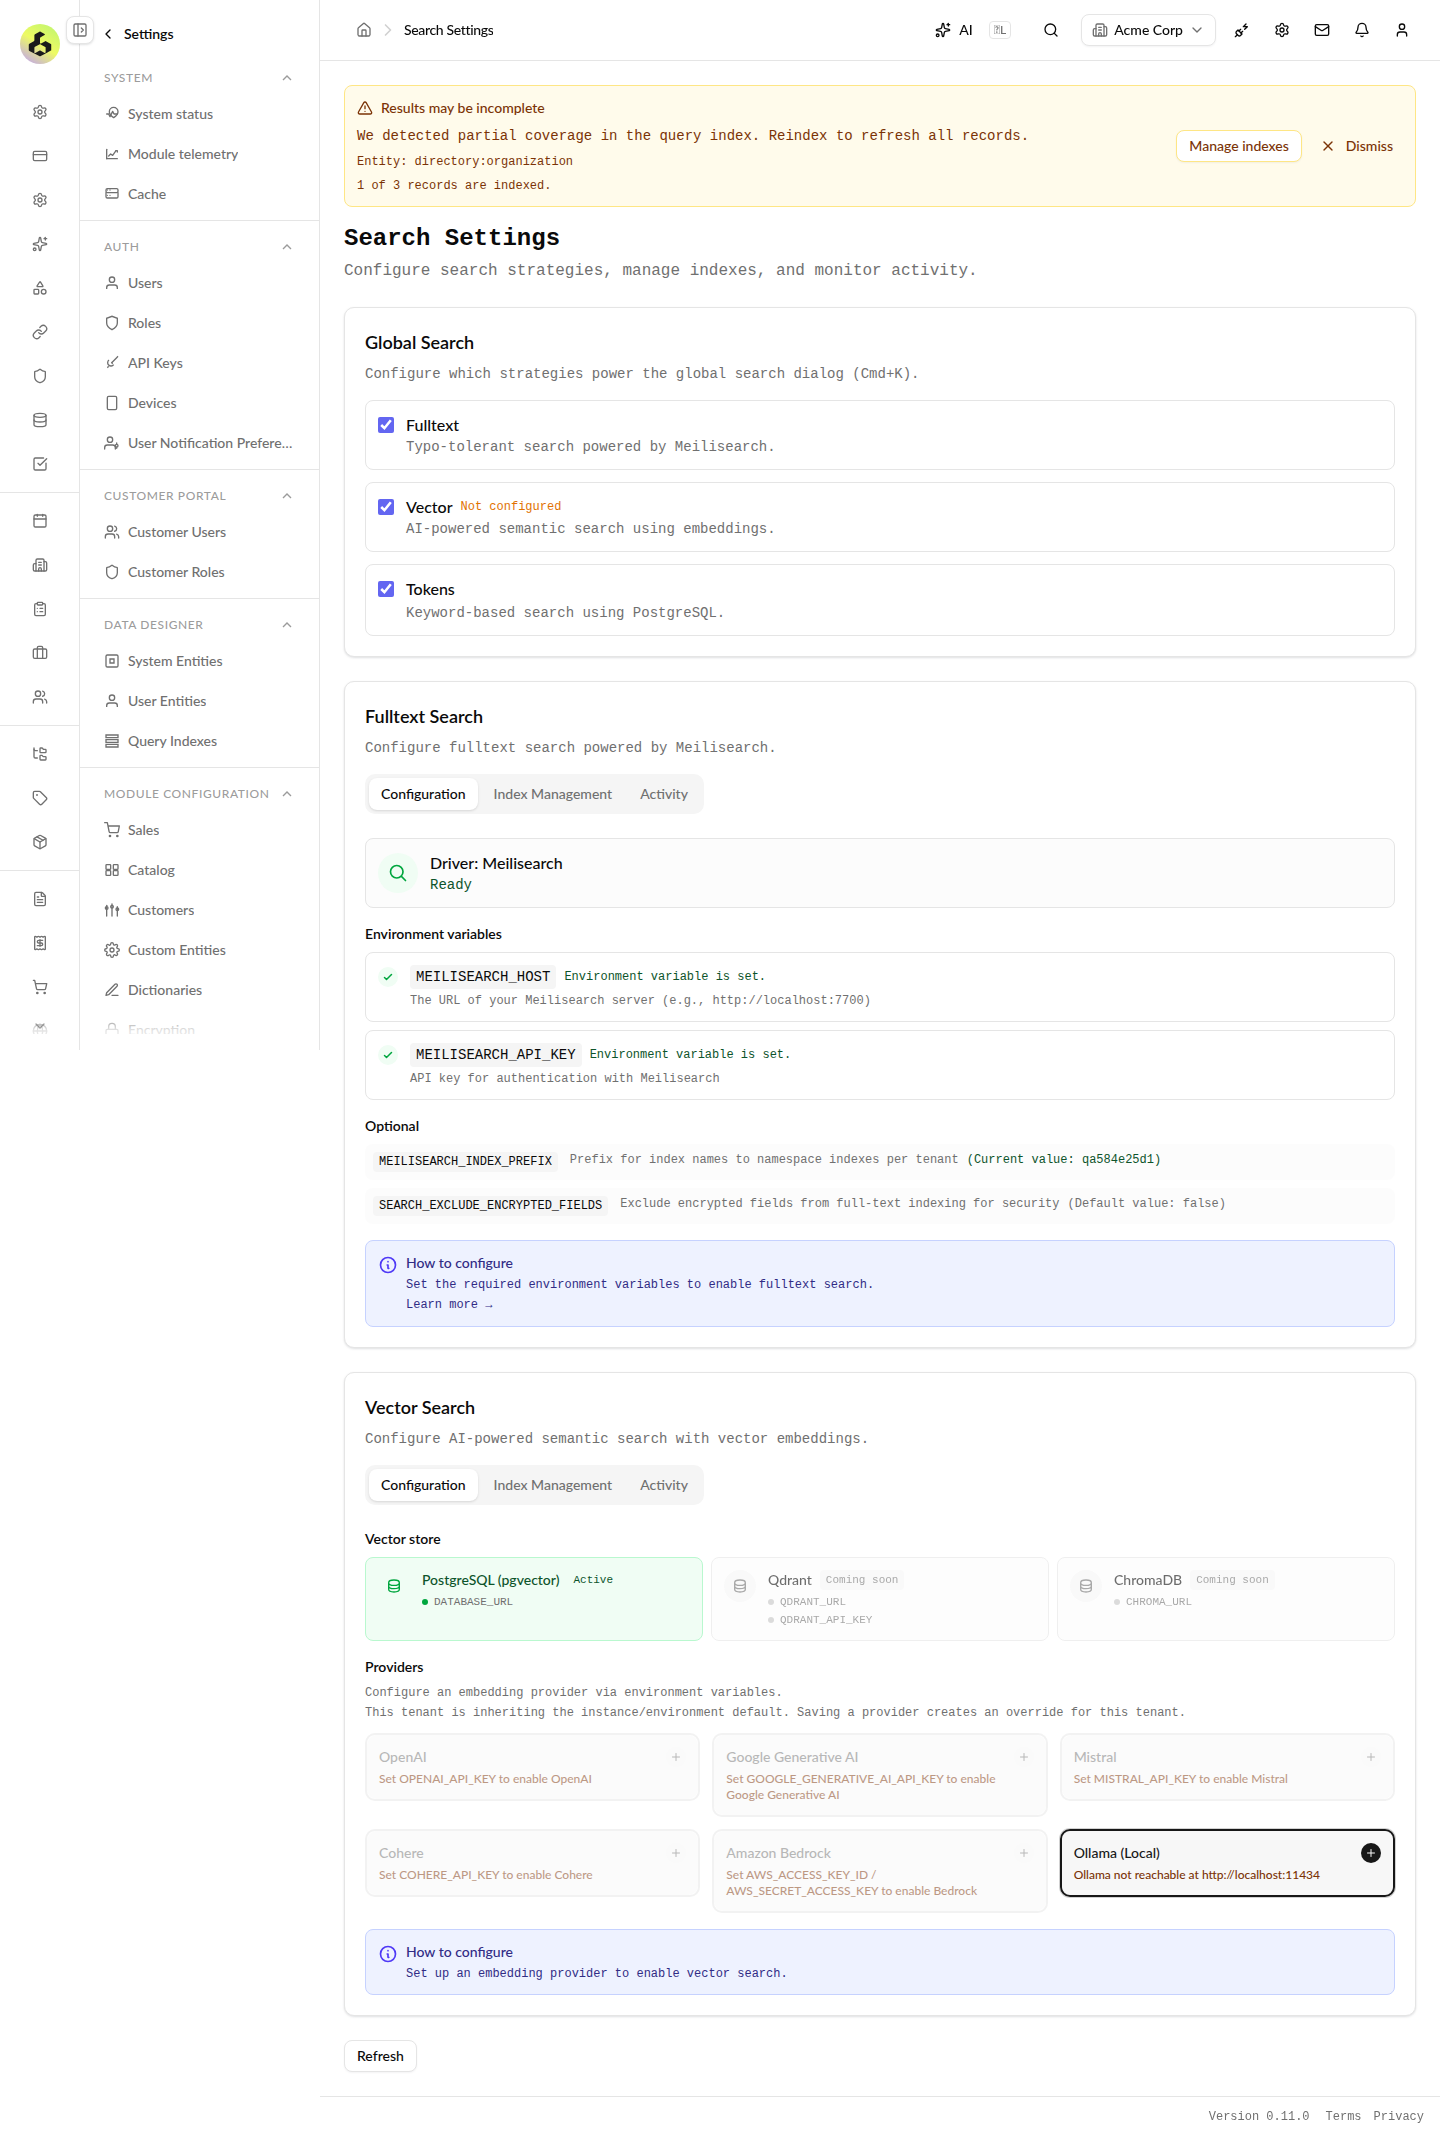 Settings
SYSTEM
System status
Module telemetry
Cache
AUTH
Users
Roles
API Keys
Devices
User Notification Prefere...
CUSTOMER PORTAL
Customer Users
Customer Roles
DATA DESIGNER
System Entities
User Entities
Query Indexes
MODULE CONFIGURATION
Sales
Catalog
Customers
Custom Entities
Dictionaries
Encryption
Search Settings
AI
L
Acme Corp
Results may be incomplete
We detected partial coverage in the query index. Reindex to refresh all records.
Entity: directory:organization
1 of 3 records are indexed.
Manage indexes
Dismiss
Search Settings
Configure search strategies, manage indexes, and monitor activity.
Global Search
Configure which strategies power the global search dialog (Cmd+K).
Fulltext
Typo-tolerant search powered by Meilisearch.
Vector Not configured
AI-powered semantic search using embeddings.
Tokens
Keyword-based search using PostgreSQL.
Fulltext Search
Configure fulltext search powered by Meilisearch.
Configuration Index Management Activity
Driver: Meilisearch
Ready
Environment variables
MEILISEARCH_HOST Environment variable is set.
The URL of your Meilisearch server (e.g., http://localhost:7700)
MEILISEARCH_API_KEY Environment variable is set.
API key for authentication with Meilisearch
Optional
MEILISEARCH_INDEX_PREFIX Prefix for index names to namespace indexes per tenant (Current value: qa584e25d1)
SEARCH_EXCLUDE_ENCRYPTED_FIELDS Exclude encrypted fields from full-text indexing for security (Default value: false)
How to configure
Set the required environment variables to enable fulltext search.
Learn more →
Vector Search
Configure AI-powered semantic search with vector embeddings.
Configuration Index Management Activity
Vector store
PostgreSQL (pgvector) Active
DATABASE_URL
Qdrant Coming soon
QDRANT_URL
QDRANT_API_KEY
ChromaDB Coming soon
CHROMA_URL
Providers
Configure an embedding provider via environment variables.
This tenant is inheriting the instance/environment default. Saving a provider creates an override for this tenant.
OpenAI
Set OPENAI_API_KEY to enable OpenAI
Google Generative AI
Set GOOGLE_GENERATIVE_AI_API_KEY to enable
Google Generative AI
Mistral
Set MISTRAL_API_KEY to enable Mistral
Cohere
Set COHERE_API_KEY to enable Cohere
Amazon Bedrock
Set AWS_ACCESS_KEY_ID /
AWS_SECRET_ACCESS_KEY to enable Bedrock
Ollama (Local)
Ollama not reachable at http://localhost:11434
How to configure
Set up an embedding provider to enable vector search.
Refresh
Version 0.11.0 Terms Privacy